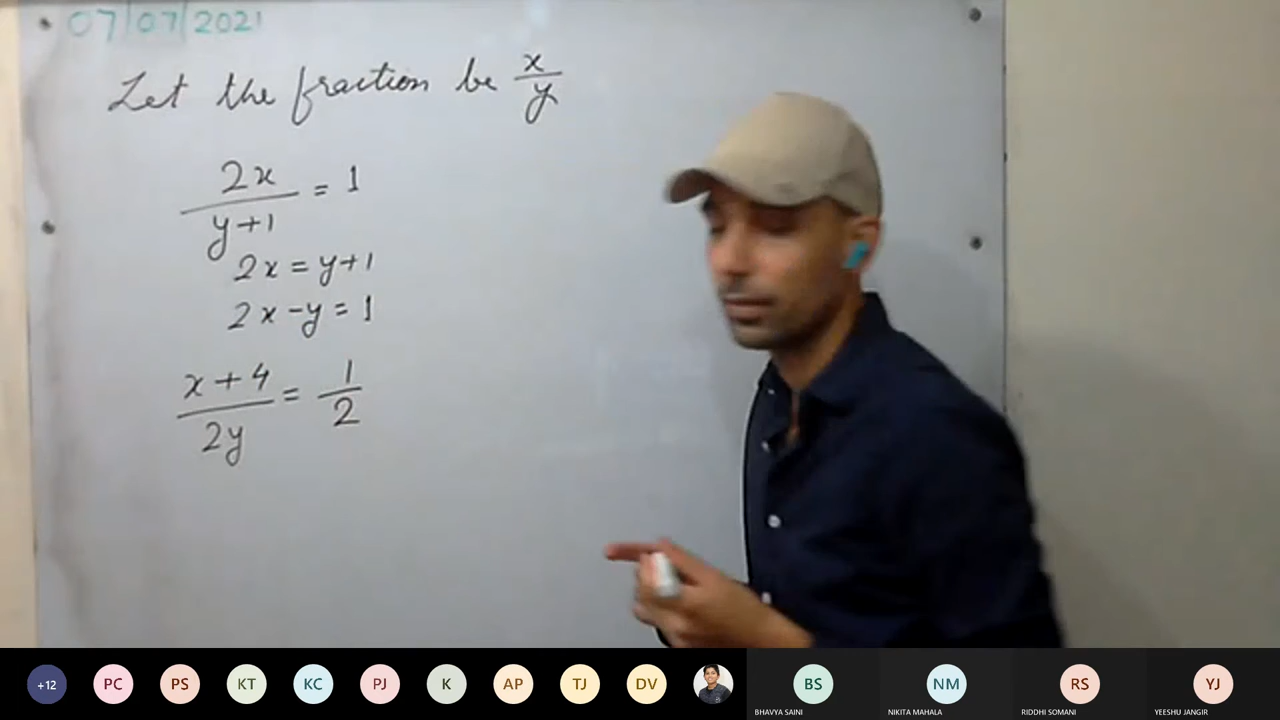 07/07/2021
Let the fraction be x/y
2x/(y+1) = 1
2x = y+1
2x-y = 1
(x+4)/2y = 1/2
+12 PC PS KT KC PJ K AP TJ DV BS NM RS YJ
BHAVYA SAINI NIKITA MAHALA RIDDHI SOMANI YEESHU JANGIR